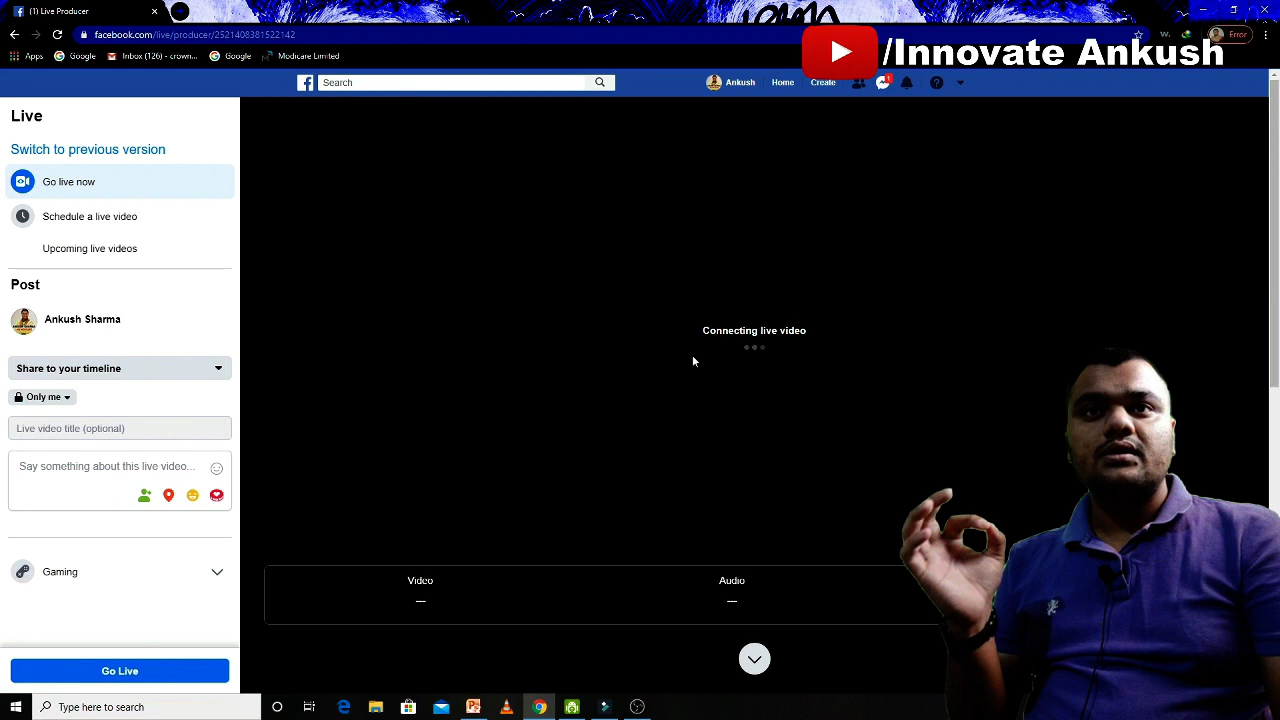 (1) Live Producer
facebook.com/live/producer/2521408381522142
Error
Apps
Google
Inbox (126) - crown...
Google
Modicare Limited
/Innovate Ankush
Search
Ankush
Home
Create
1
Live
Switch to previous version
Go live now
Schedule a live video
Upcoming live videos
Post
Ankush Sharma
Share to your timeline
Only me
Live video title (optional)
Say something about this live video...
Gaming
Go Live
Connecting live video
Video
Audio
---
---
Type here to search